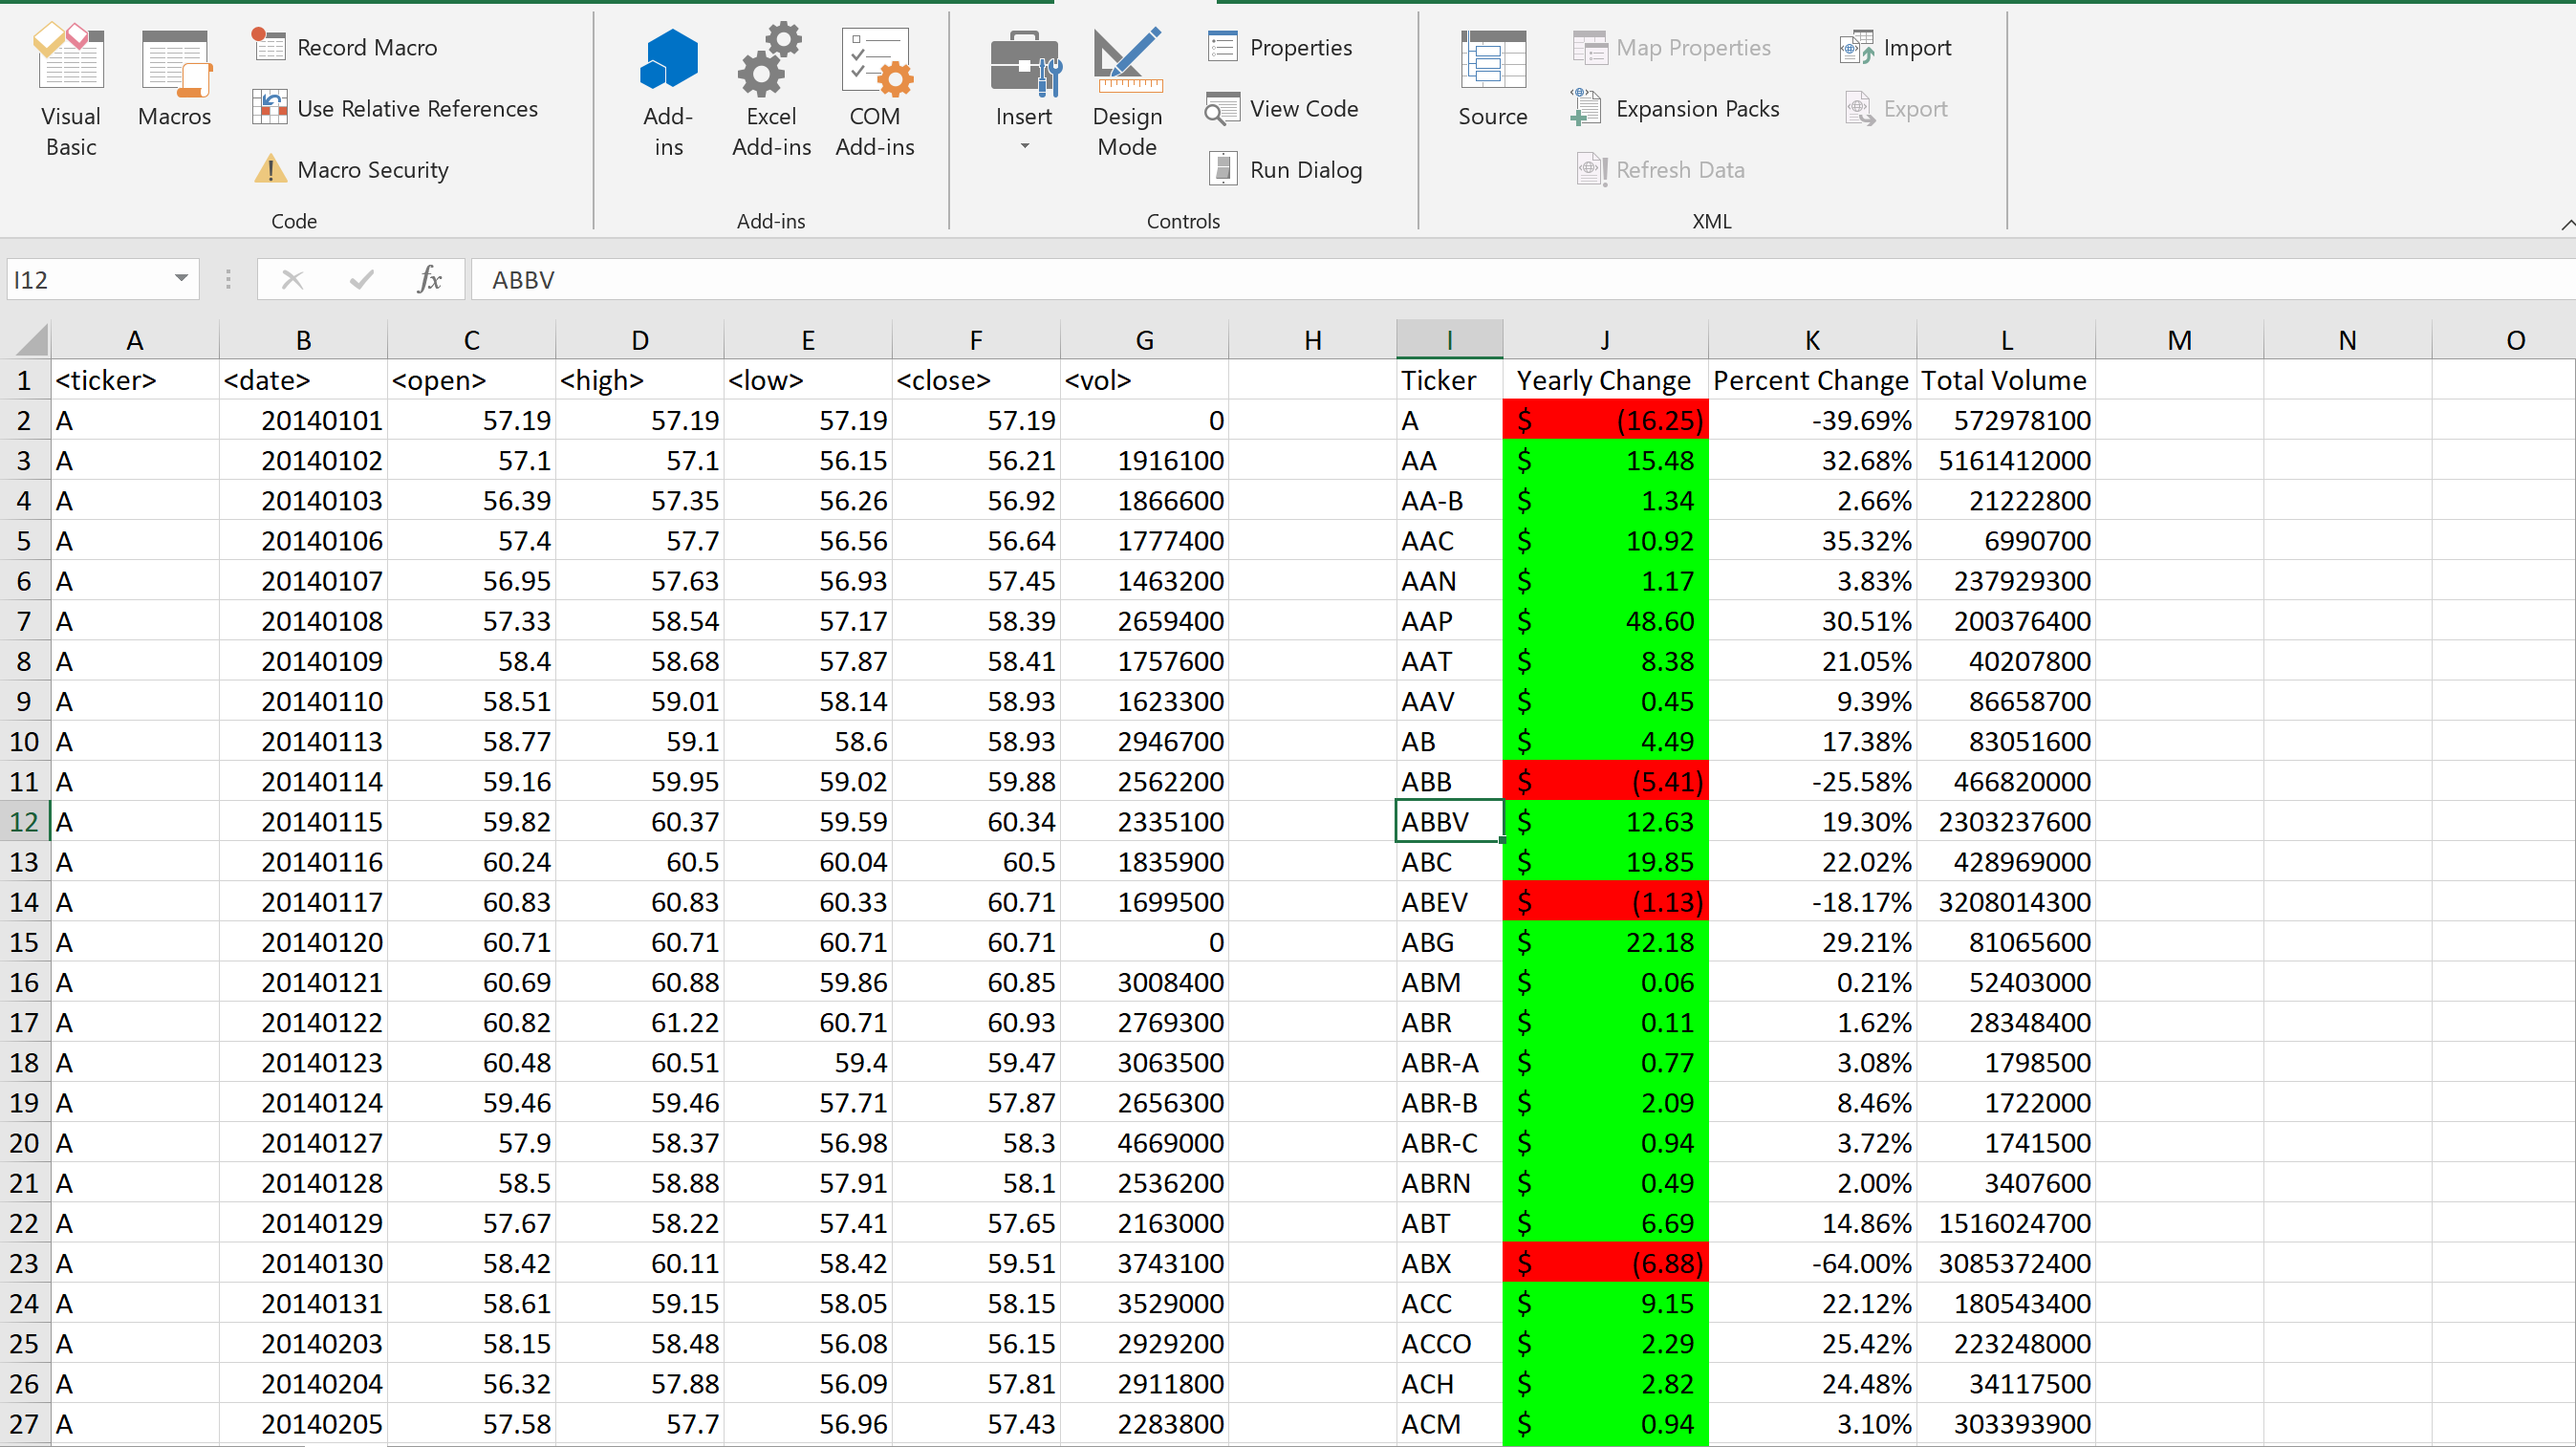 Visual Basic
Macros
Record Macro
Use Relative References
Macro Security
Code
Add-ins
Excel Add-ins
COM Add-ins
Add-ins
Insert
Design Mode
Properties
View Code
Run Dialog
Controls
Source
Map Properties
Expansion Packs
Refresh Data
Import
Export
XML
I12 fx ABBV
A B C D E F G H I J K L M N O
1 <ticker> <date> <open> <high> <low> <close> <vol> Ticker Yearly Change Percent Change Total Volume
2 A 20140101 57.19 57.19 57.19 57.19 0 A $ (16.25) -39.69% 572978100
3 A 20140102 57.1 57.1 56.15 56.21 1916100 AA $ 15.48 32.68% 5161412000
4 A 20140103 56.39 57.35 56.26 56.92 1866600 AA-B $ 1.34 2.66% 21222800
5 A 20140106 57.4 57.7 56.56 56.64 1777400 AAC $ 10.92 35.32% 6990700
6 A 20140107 56.95 57.63 56.93 57.45 1463200 AAN $ 1.17 3.83% 237929300
7 A 20140108 57.33 58.54 57.17 58.39 2659400 AAP $ 48.60 30.51% 200376400
8 A 20140109 58.4 58.68 57.87 58.41 1757600 AAT $ 8.38 21.05% 40207800
9 A 20140110 58.51 59.01 58.14 58.93 1623300 AAV $ 0.45 9.39% 86658700
10 A 20140113 58.77 59.1 58.6 58.93 2946700 AB $ 4.49 17.38% 83051600
11 A 20140114 59.16 59.95 59.02 59.88 2562200 ABB $ (5.41) -25.58% 466820000
12 A 20140115 59.82 60.37 59.59 60.34 2335100 ABBV $ 12.63 19.30% 2303237600
13 A 20140116 60.24 60.5 60.04 60.5 1835900 ABC $ 19.85 22.02% 428969000
14 A 20140117 60.83 60.83 60.33 60.71 1699500 ABEV $ (1.13) -18.17% 3208014300
15 A 20140120 60.71 60.71 60.71 60.71 0 ABG $ 22.18 29.21% 81065600
16 A 20140121 60.69 60.88 59.86 60.85 3008400 ABM $ 0.06 0.21% 52403000
17 A 20140122 60.82 61.22 60.71 60.93 2769300 ABR $ 0.11 1.62% 28348400
18 A 20140123 60.48 60.51 59.4 59.47 3063500 ABR-A $ 0.77 3.08% 1798500
19 A 20140124 59.46 59.46 57.71 57.87 2656300 ABR-B $ 2.09 8.46% 1722000
20 A 20140127 57.9 58.37 56.98 58.3 4669000 ABR-C $ 0.94 3.72% 1741500
21 A 20140128 58.5 58.88 57.91 58.1 2536200 ABRN $ 0.49 2.00% 3407600
22 A 20140129 57.67 58.22 57.41 57.65 2163000 ABT $ 6.69 14.86% 1516024700
23 A 20140130 58.42 60.11 58.42 59.51 3743100 ABX $ (6.88) -64.00% 3085372400
24 A 20140131 58.61 59.15 58.05 58.15 3529000 ACC $ 9.15 22.12% 180543400
25 A 20140203 58.15 58.48 56.08 56.15 2929200 ACCO $ 2.29 25.42% 223248000
26 A 20140204 56.32 57.88 56.09 57.81 2911800 ACH $ 2.82 24.48% 34117500
27 A 20140205 57.58 57.7 56.96 57.43 2283800 ACM $ 0.94 3.10% 303393900